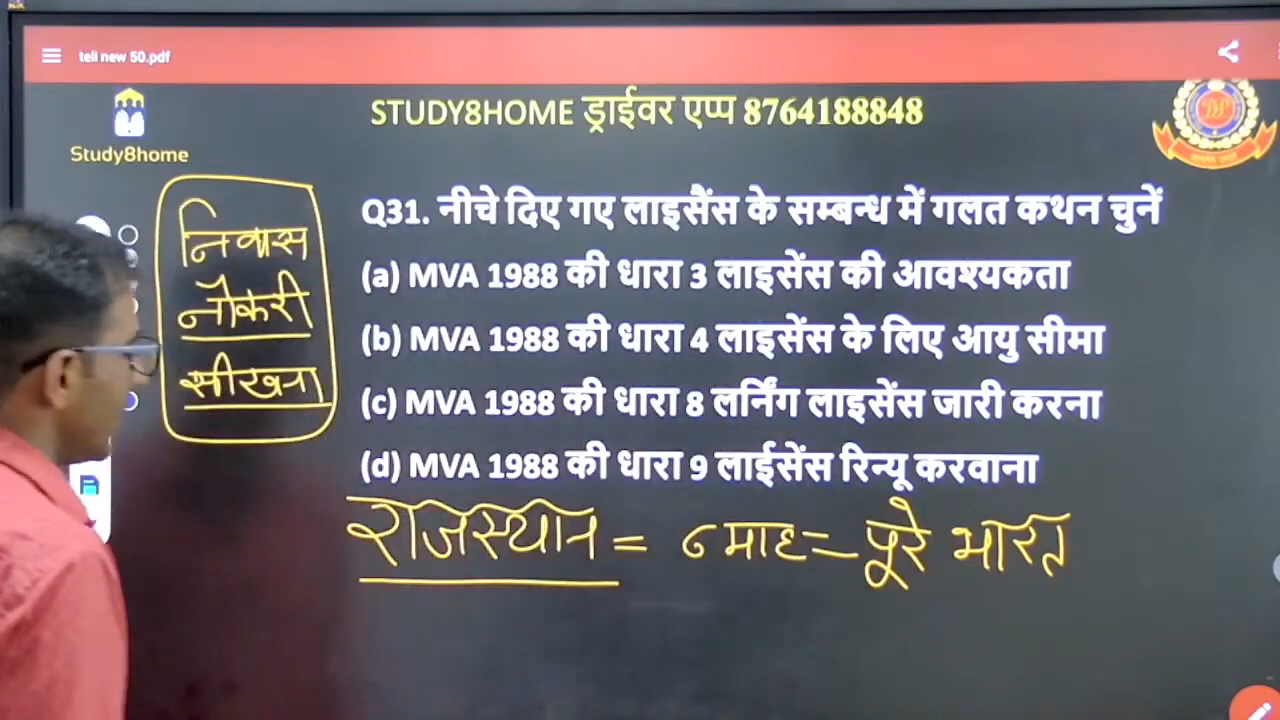 teli new 50.pdf
STUDY8HOME ड्राईवर एप्प 8764188848
Study8home
Q31. नीचे दिए गए लाइसैंस के सम्बन्ध में गलत कथन चुनें
(a) MVA 1988 की धारा 3 लाइसेंस की आवश्यकता
(b) MVA 1988 की धारा 4 लाइसेंस के लिए आयु सीमा
(c) MVA 1988 की धारा 8 लर्निंग लाइसेंस जारी करना
(d) MVA 1988 की धारा 9 लाईसेंस रिन्यू करवाना
निवास
नौकरी
सीखना
राजस्थान = 6 माह = पूरे भारत